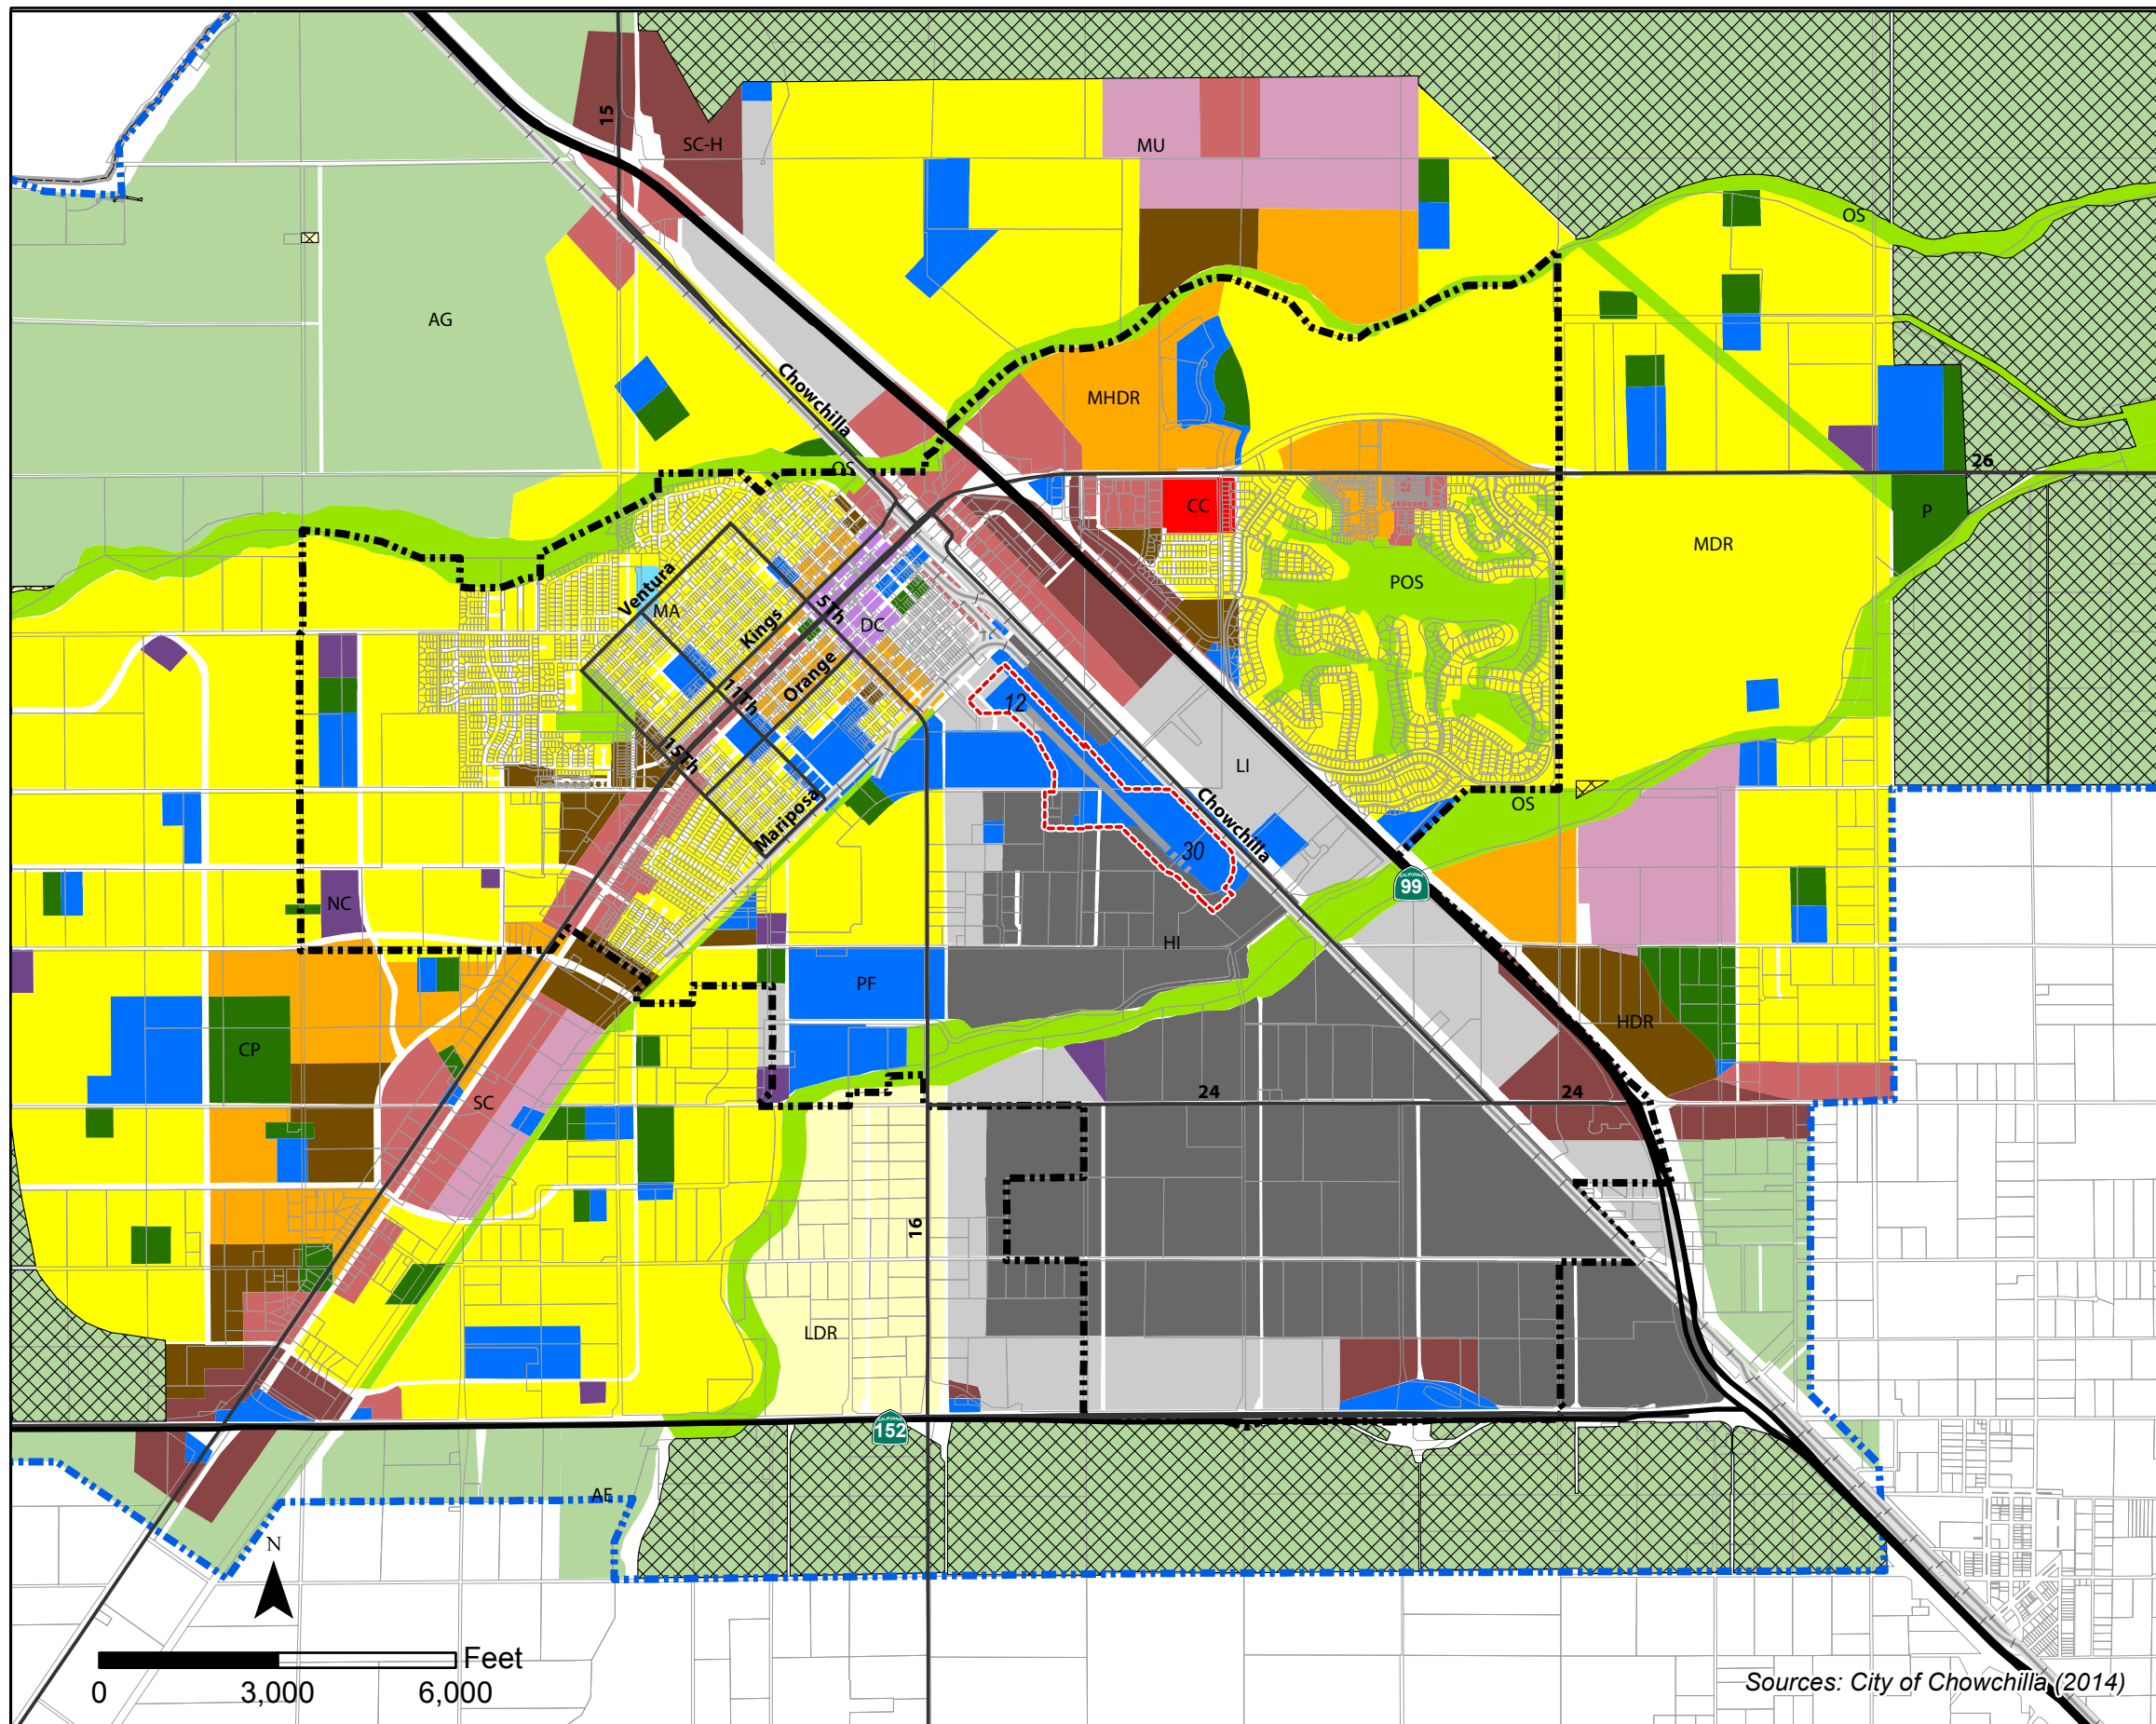 15
SC-H
MU
OS
AG
Chowchilla
MHDR
OS
26
CC
P
MDR
POS
Ventura
MA
Kings
5Th
DC
Orange
11Th
12
15Th
LI
Chowchilla
Mariposa
OS
30
CALIFORNIA
99
NC
HI
PF
HDR
CP
24
24
SC
16
LDR
CALIFORNIA
152
AE
N
Feet
0 3,000 6,000
Sources: City of Chowchilla (2014)